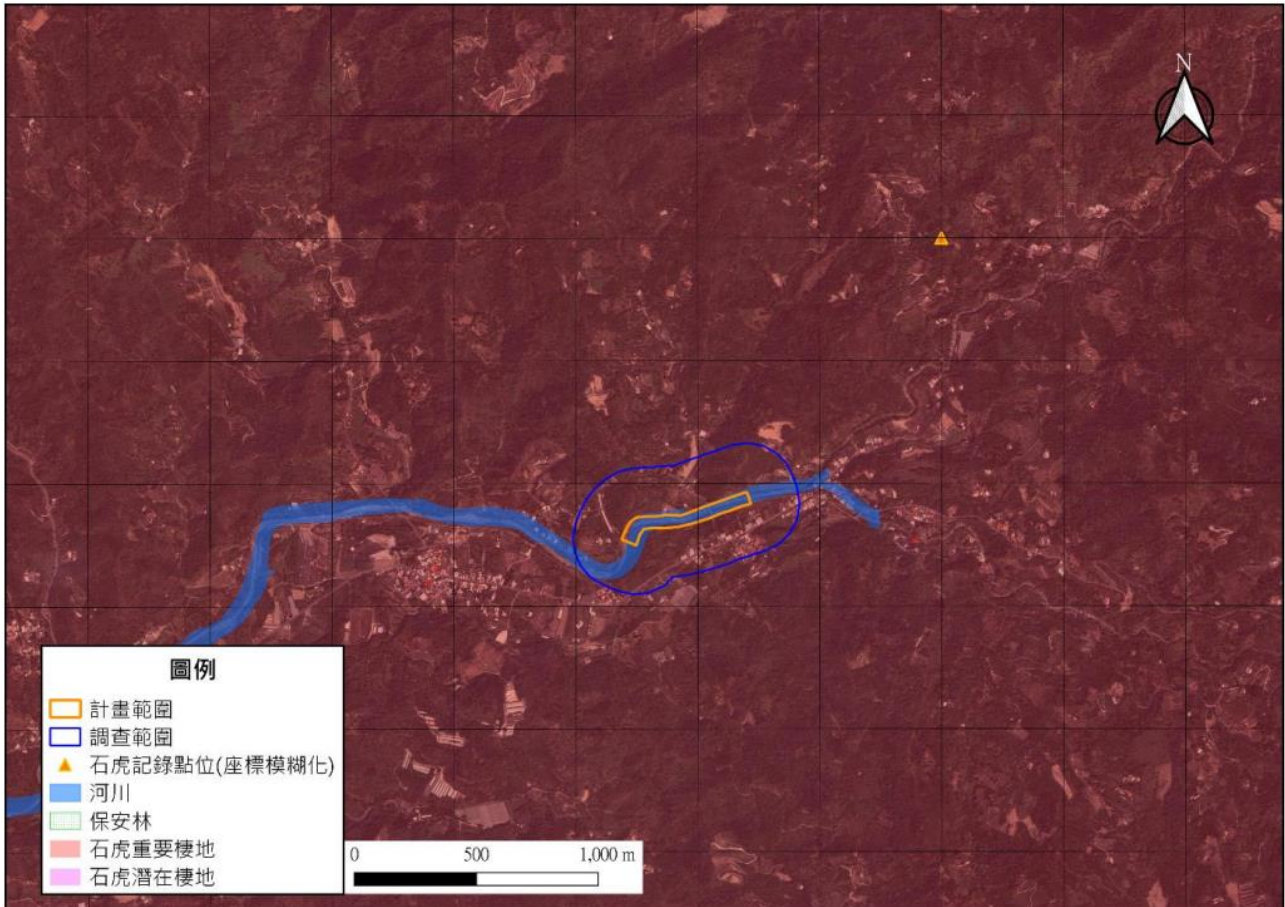 N
圖例
計畫範圍
調查範圍
石虎記錄點位(座標模糊化)
河川
保安林
石虎重要棲地
石虎潛在棲地
0 500 1,000 m